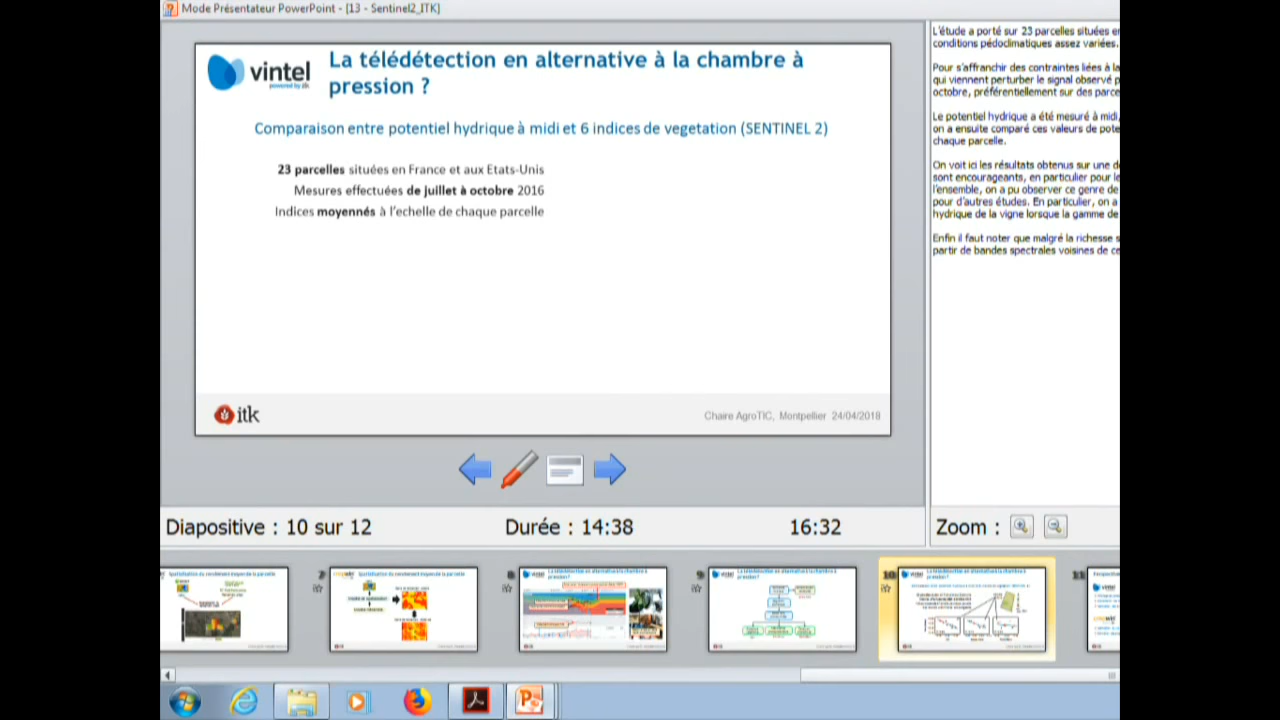 Mode Présentateur PowerPoint - [13 - Sentinel2_ITK]
vintel
powered by itk
La télédétection en alternative à la chambre à
pression ?
Comparaison entre potentiel hydrique à midi et 6 indices de vegetation (SENTINEL 2)
23 parcelles situées en France et aux Etats-Unis
Mesures effectuées de juillet à octobre 2016
Indices moyennés à l'echelle de chaque parcelle
itk
Chaire AgroTIC, Montpellier 24/04/2018
L'étude a porté sur 23 parcelles situées e
conditions pédoclimatiques assez variées.
Pour s'affranchir des contraintes liées à la
qui viennent perturber le signal observé p
octobre, préférentiellement sur des parce
Le potentiel hydrique a été mesuré à midi,
on a ensuite comparé ces valeurs de pote
chaque parcelle.
On voit ici les résultats obtenus sur une d
sont encourageants, en particulier pour le
l'ensemble, on a pu observer ce genre de
pour d'autres études. En particulier, on a
hydrique de la vigne lorsque la gamme de
Enfin il faut noter que malgré la richesse s
partir de bandes spectrales voisines de ce
Diapositive : 10 sur 12
Durée : 14:38
16:32
Zoom :
7
8
9
10
11